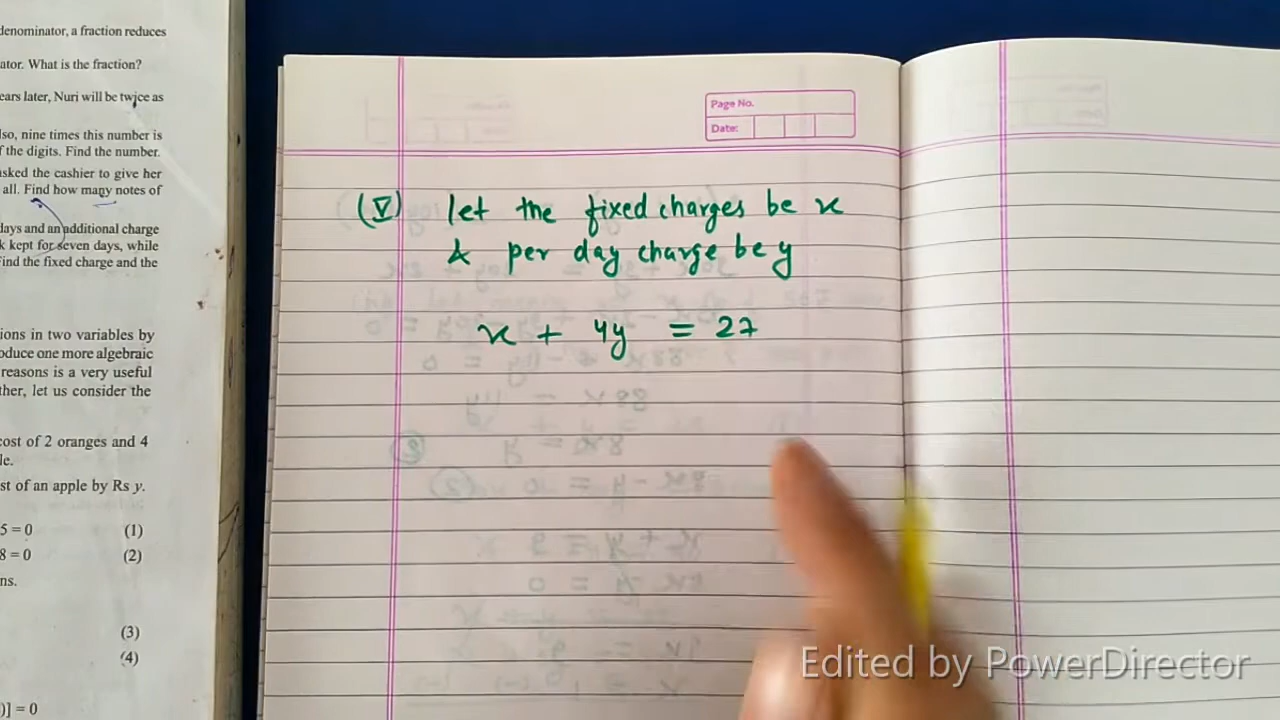 denominator, a fraction reduces
ator. What is the fraction?
ears later, Nuri will be twice as
lso, nine times this number is
f the digits. Find the number.
asked the cashier to give her
all. Find how many notes of
days and an additional charge
k kept for seven days, while
Find the fixed charge and the
ions in two variables by
oduce one more algebraic
reasons is a very useful
ther, let us consider the
cost of 2 oranges and 4
le.
st of an apple by Rs y.
5 = 0 (1)
8 = 0 (2)
ns.
(3)
(4)
)] = 0
Page No.
Date:
(V) let the fixed charges be x
& per day charge be y
x + 4y = 27
Edited by PowerDirector